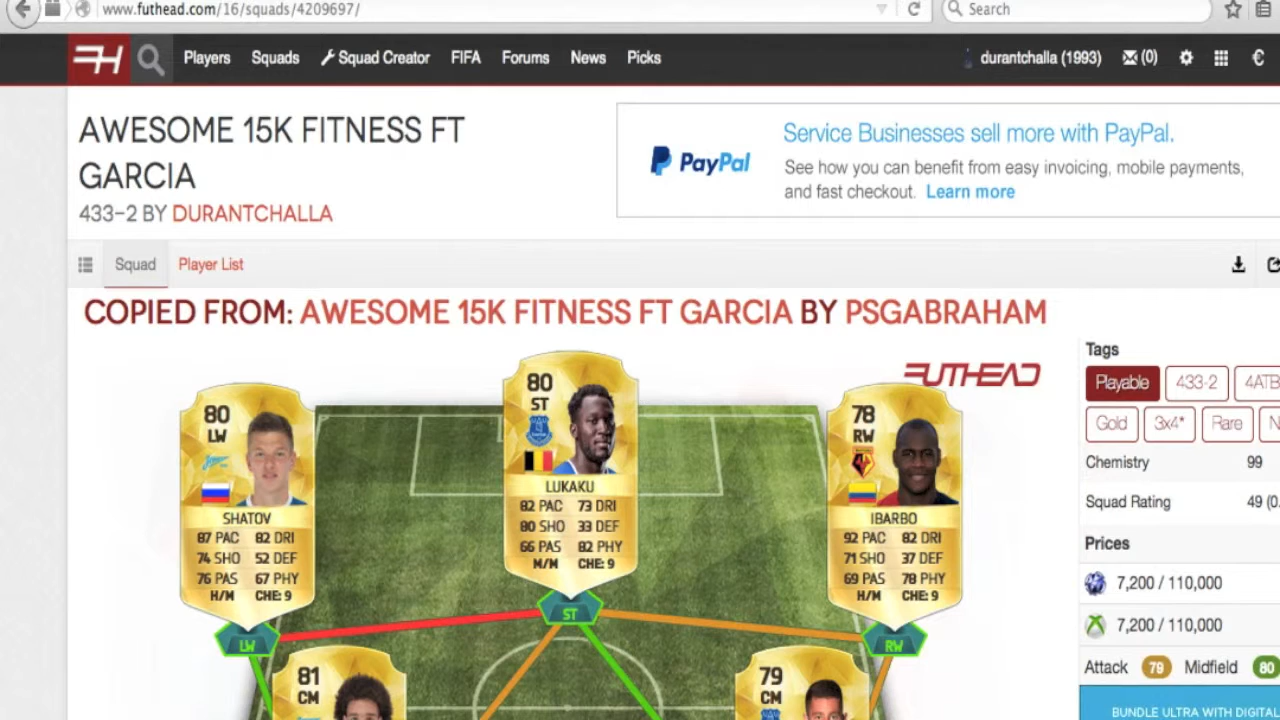 www.futhead.com/16/squads/4209697/
Search
FH
Players
Squads
Squad Creator
FIFA
Forums
News
Picks
durantchalla (1993)
(0)
€
AWESOME 15K FITNESS FT
GARCIA
433-2 BY DURANTCHALLA
PayPal
Service Businesses sell more with PayPal.
See how you can benefit from easy invoicing, mobile payments,
and fast checkout. Learn more
Squad
Player List
COPIED FROM: AWESOME 15K FITNESS FT GARCIA BY PSGABRAHAM
FUTHEAD
80
LW
SHATOV
87 PAC 82 DRI
74 SHO 52 DEF
76 PAS 67 PHY
H/M CHE: 9
LW
80
ST
LUKAKU
82 PAC 73 DRI
80 SHO 33 DEF
66 PAS 82 PHY
M/M CHE: 9
ST
78
RW
IBARBO
92 PAC 82 DRI
71 SHO 37 DEF
69 PAS 78 PHY
H/M CHE: 9
RW
81
CM
79
CM
Tags
Playable
433-2
4ATB
Gold
3x4*
Rare
Chemistry 99
Squad Rating 49
Prices
7,200 / 110,000
7,200 / 110,000
Attack 79 Midfield 80
BUNDLE ULTRA WITH DIGITAL